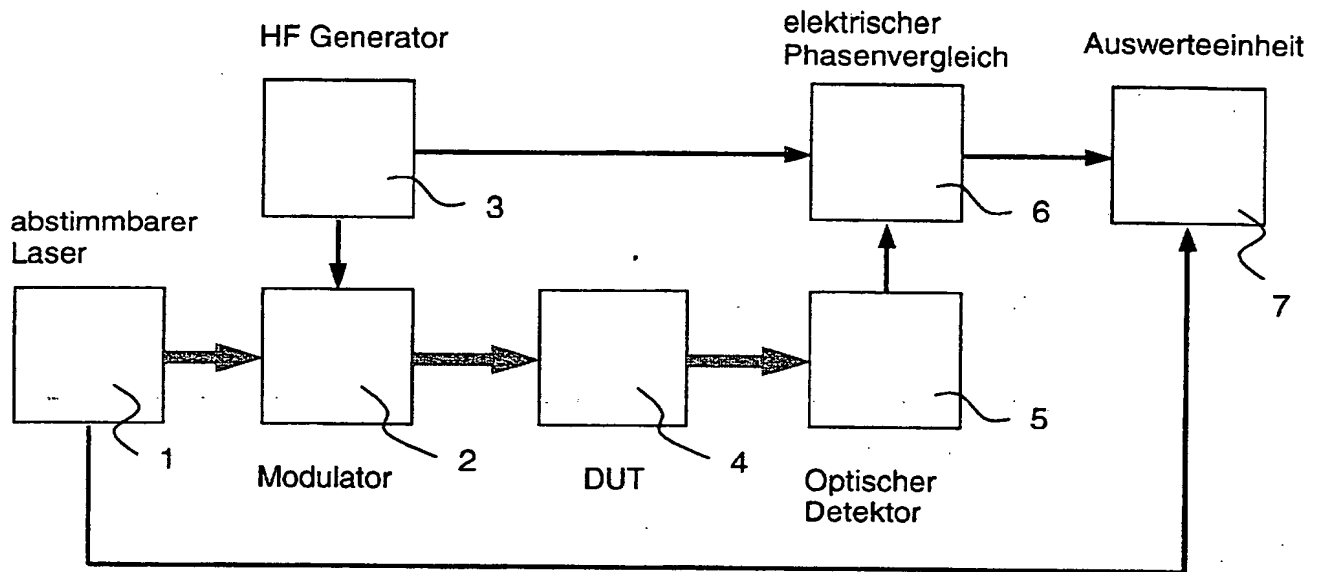 HF Generator
elektrischer
Phasenvergleich
Auswerteeinheit
3
6
7
abstimmbarer
Laser
1
2
4
5
Modulator
DUT
Optischer
Detektor